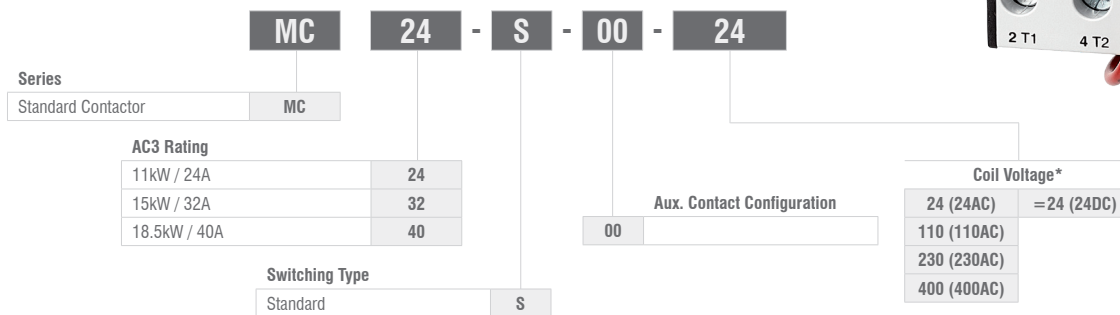 MC 24 - S - 00 - 24
2 T1 4 T2
Series
Standard Contactor MC
AC3 Rating
11kW / 24A 24
15kW / 32A 32
18.5kW / 40A 40
Switching Type
Standard S
Aux. Contact Configuration
00
Coil Voltage*
24 (24AC) =24 (24DC)
110 (110AC)
230 (230AC)
400 (400AC)